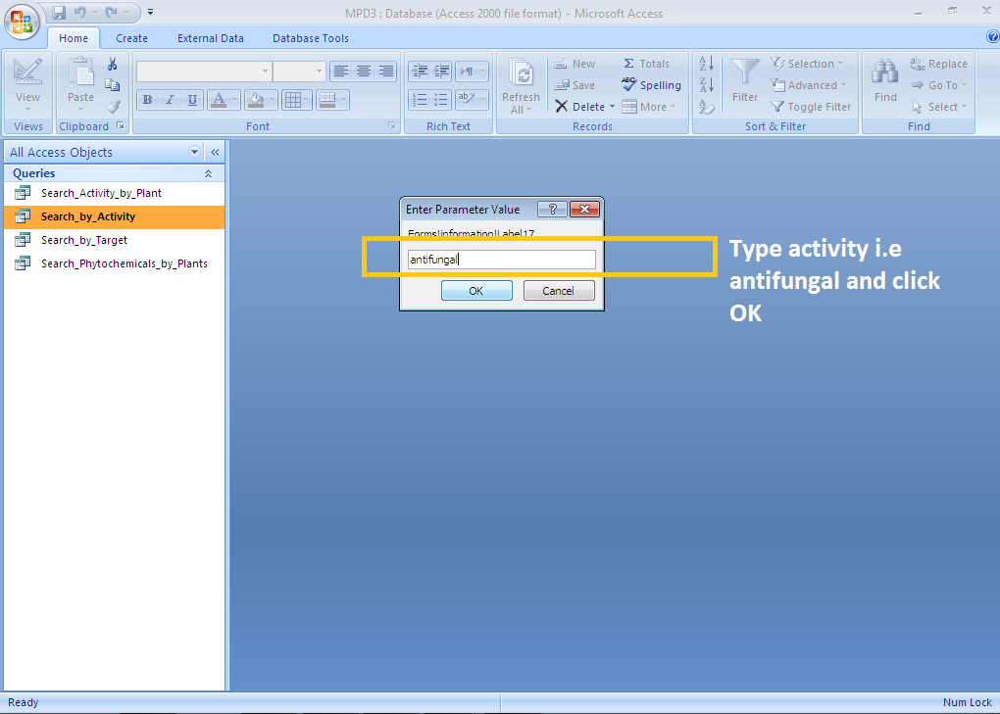 MPD3 : Database (Access 2000 file format) - Microsoft Access
Home Create External Data Database Tools
View
Views
Paste
Clipboard
B I U A
Font
ab
Rich Text
Refresh All
New
Save
Delete
Σ Totals
ABC Spelling
More
Records
A Z
Z A
Filter
Selection
Advanced
Toggle Filter
Sort & Filter
Find
Replace
Go To
Select
Find
All Access Objects
Queries
Search_Activity_by_Plant
Search_by_Activity
Search_by_Target
Search_Phytochemicals_by_Plants
Enter Parameter Value
Forms!information!Label17
antifungal
OK Cancel
Type activity i.e
antifungal and click
OK
Ready
Num Lock